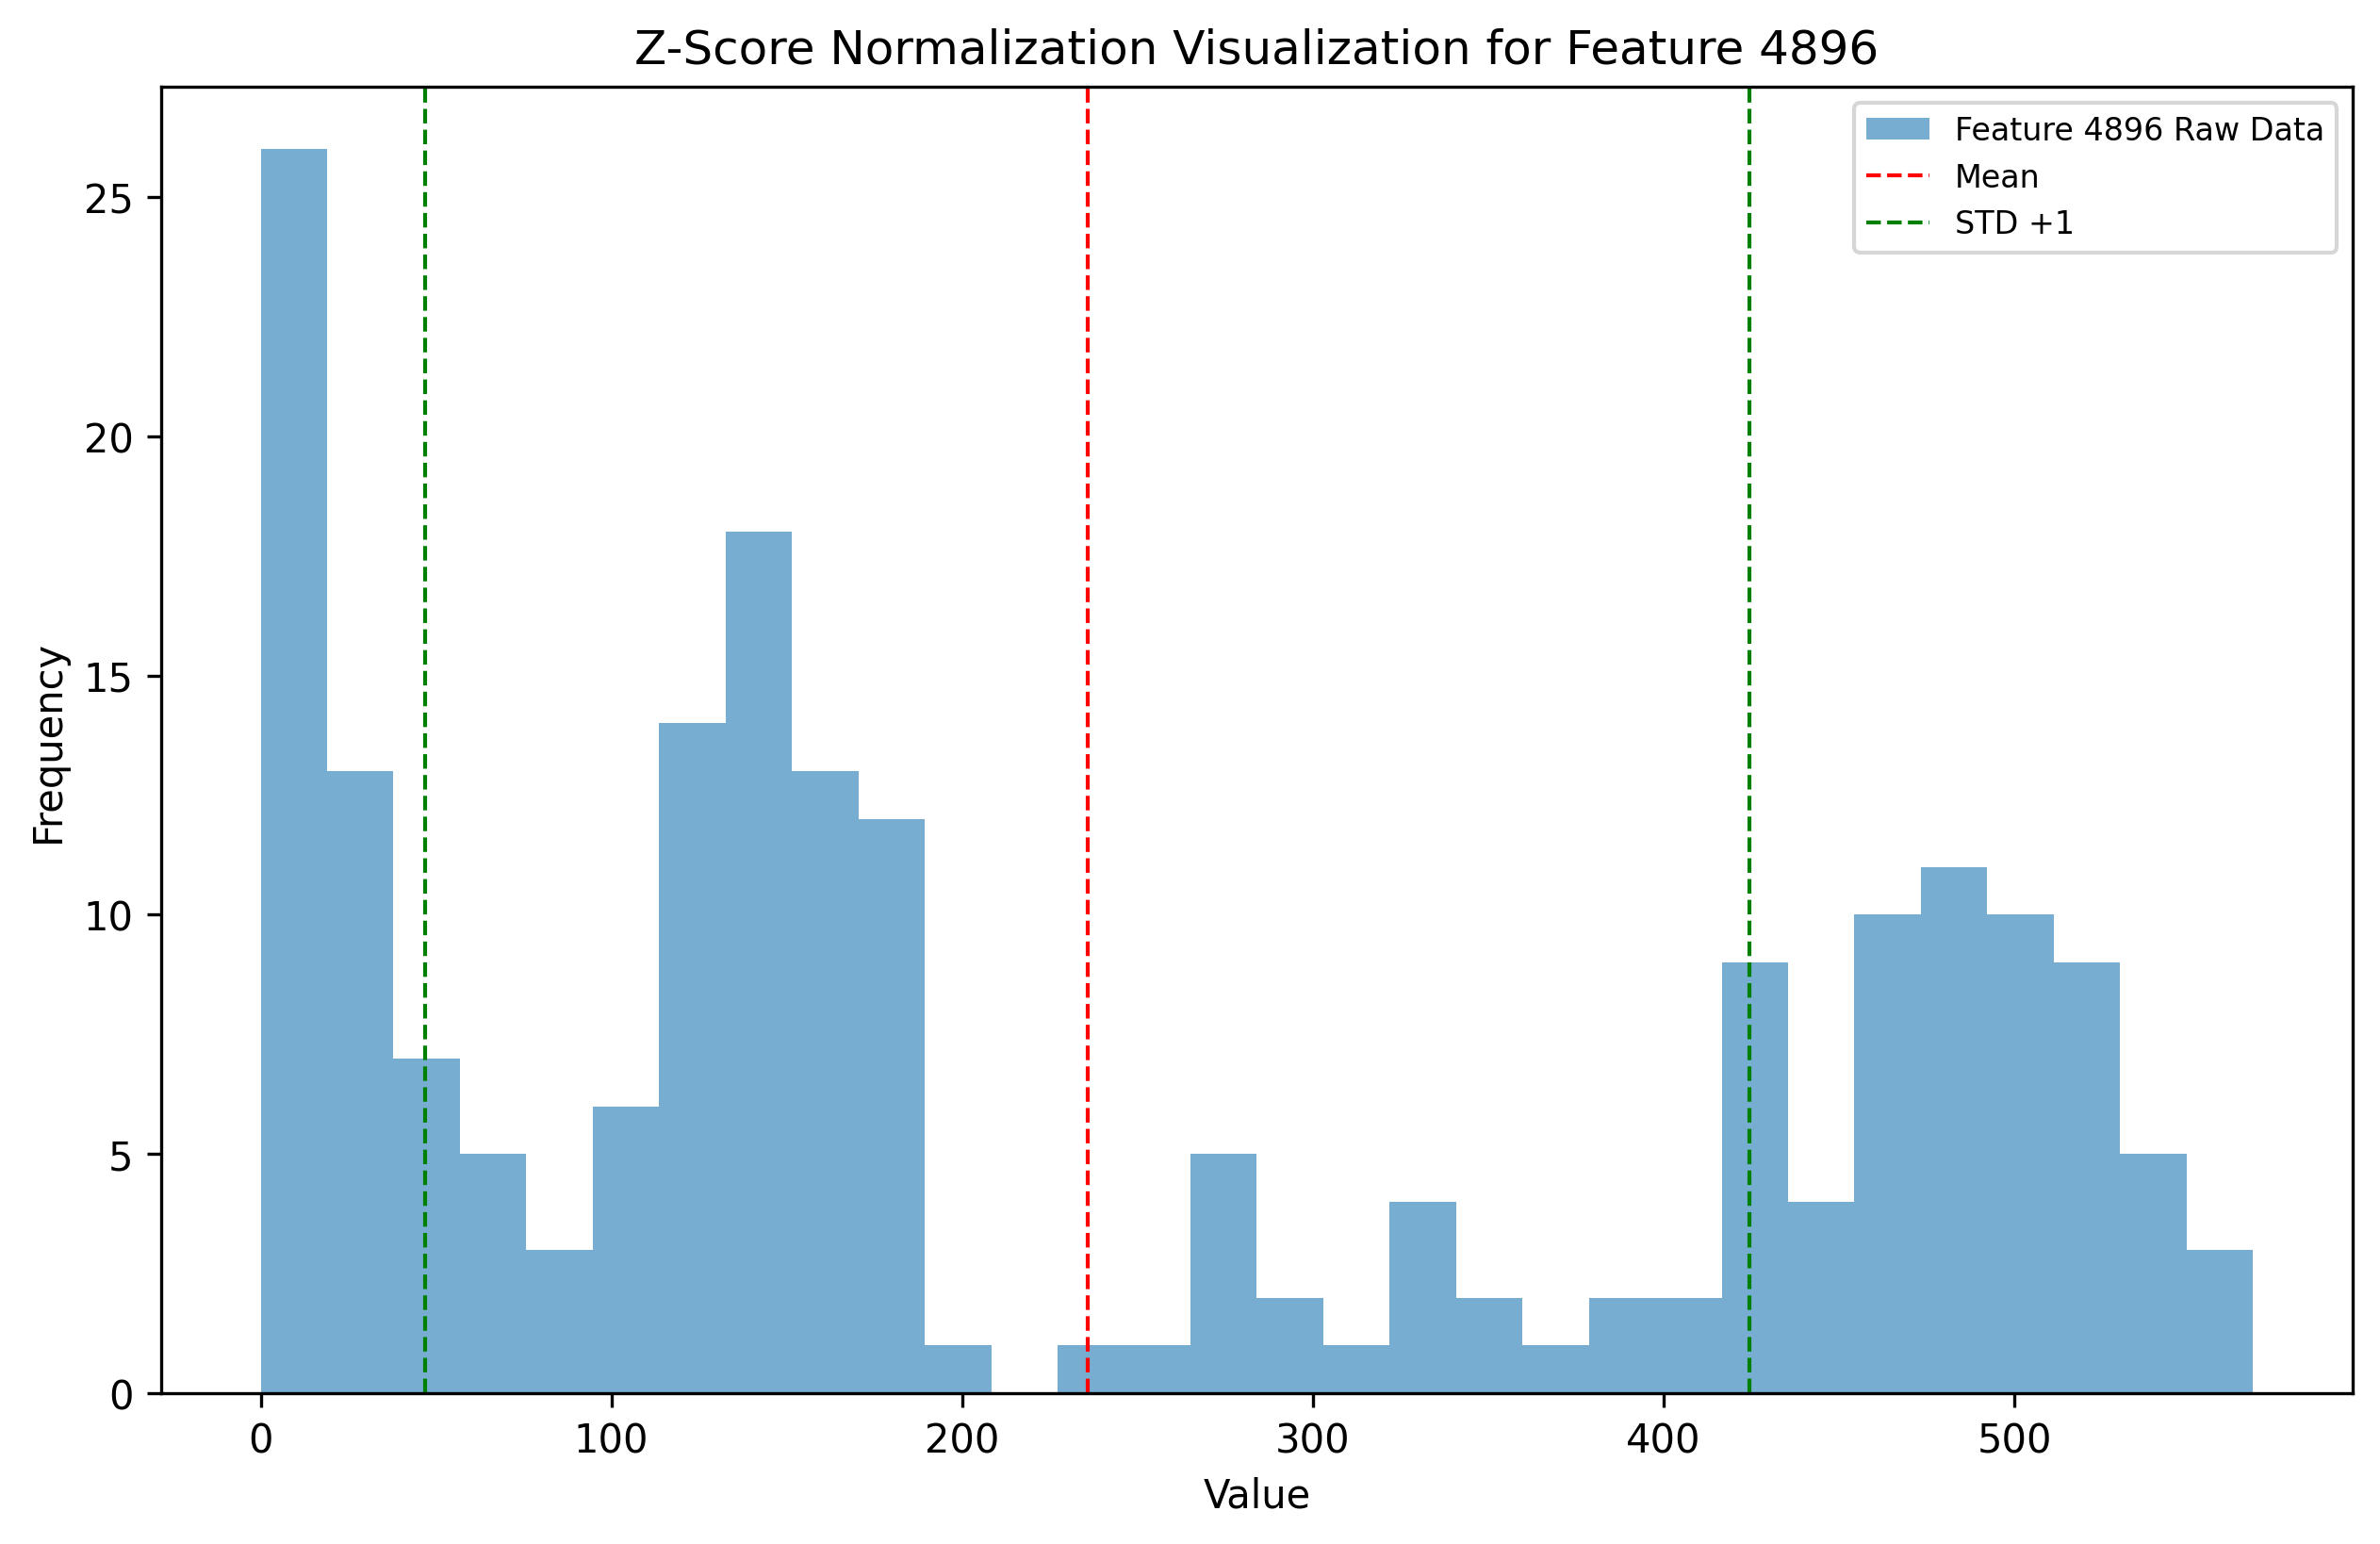 Z-Score Normalization Visualization for Feature 4896
Feature 4896 Raw Data
Mean
STD +1
Frequency
25
20
15
10
5
0
0 100 200 300 400 500
Value